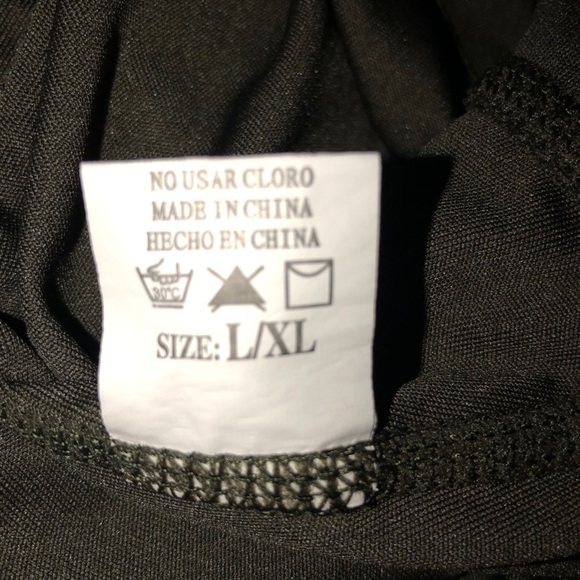 NO USAR CLORO
MADE IN CHINA
HECHO EN CHINA
30°C
SIZE: L/XL